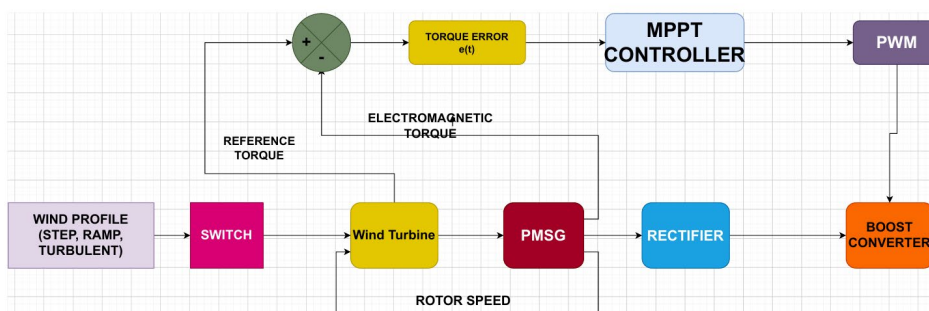 +
-
TORQUE ERROR
e(t)
MPPT
CONTROLLER
PWM
ELECTROMAGNETIC
TORQUE
REFERENCE
TORQUE
WIND PROFILE
(STEP, RAMP,
TURBULENT)
SWITCH
Wind Turbine
PMSG
RECTIFIER
BOOST
CONVERTER
ROTOR SPEED